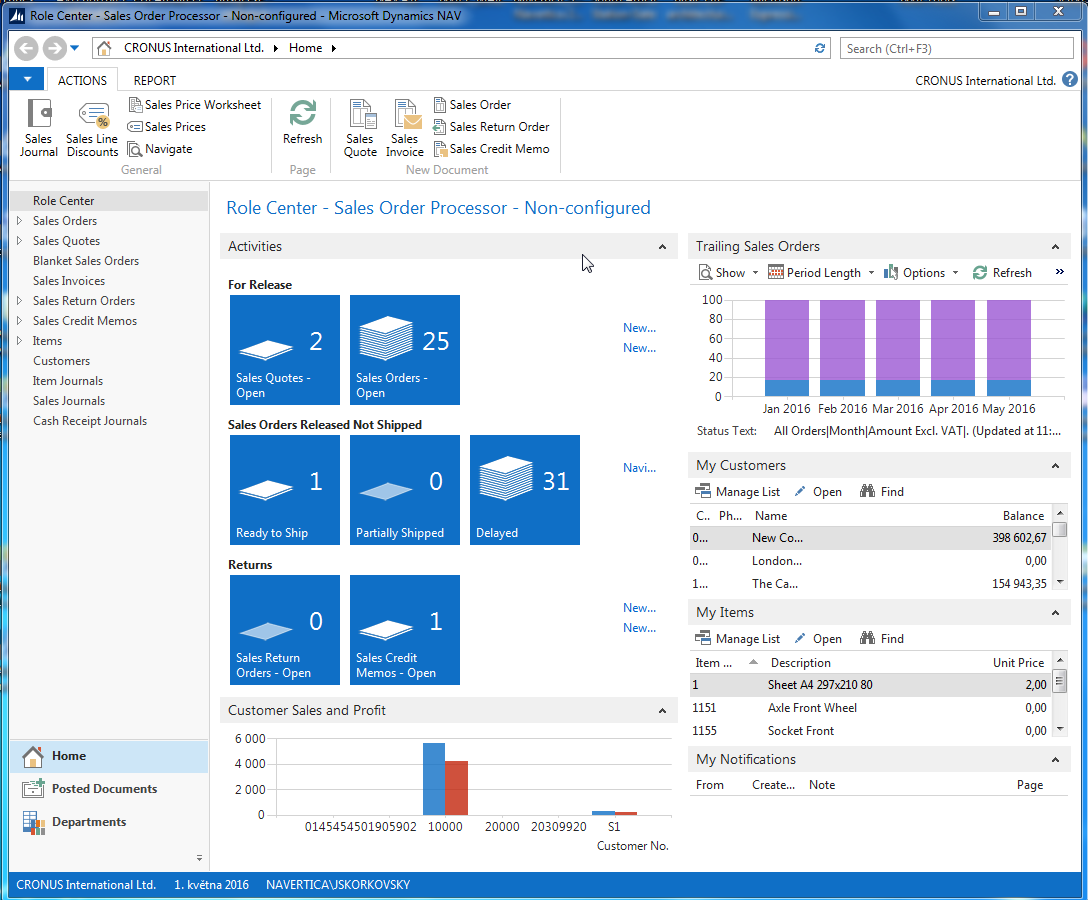 Role Center - Sales Order Processor - Non-configured - Microsoft Dynamics NAV
CRONUS International Ltd. Home Search (Ctrl+F3)
ACTIONS REPORT CRONUS International Ltd.
Sales Journal
Sales Line Discounts
Sales Price Worksheet
Sales Prices
Navigate
General
Refresh
Page
Sales Quote
Sales Invoice
Sales Order
Sales Return Order
Sales Credit Memo
New Document
Role Center
Sales Orders
Sales Quotes
Blanket Sales Orders
Sales Invoices
Sales Return Orders
Sales Credit Memos
Items
Customers
Item Journals
Sales Journals
Cash Receipt Journals
Home
Posted Documents
Departments
Role Center - Sales Order Processor - Non-configured
Activities
For Release
2
Sales Quotes -
Open
25
Sales Orders -
Open
New...
New...
Sales Orders Released Not Shipped
1
Ready to Ship
0
Partially Shipped
31
Delayed
Navi...
Returns
0
Sales Return
Orders - Open
1
Sales Credit
Memos - Open
New...
New...
Customer Sales and Profit
6 000
4 000
2 000
0
0145454501905902 10000 20000 20309920 S1
Customer No.
Trailing Sales Orders
Show Period Length Options Refresh »
100
80
60
40
20
0
Jan 2016 Feb 2016 Mar 2016 Apr 2016 May 2016
Status Text: All Orders|Month|Amount Excl. VAT|. (Updated at 11:...
My Customers
Manage List Open Find
C.. Ph... Name Balance
0... New Co... 398 602,67
0... London... 0,00
1... The Ca... 154 943,35
My Items
Manage List Open Find
Item ... Description Unit Price
1 Sheet A4 297x210 80 2,00
1151 Axle Front Wheel 0,00
1155 Socket Front 0,00
My Notifications
From Create... Note Page
CRONUS International Ltd. 1. května 2016 NAVERTICA\JSKORKOVSKY